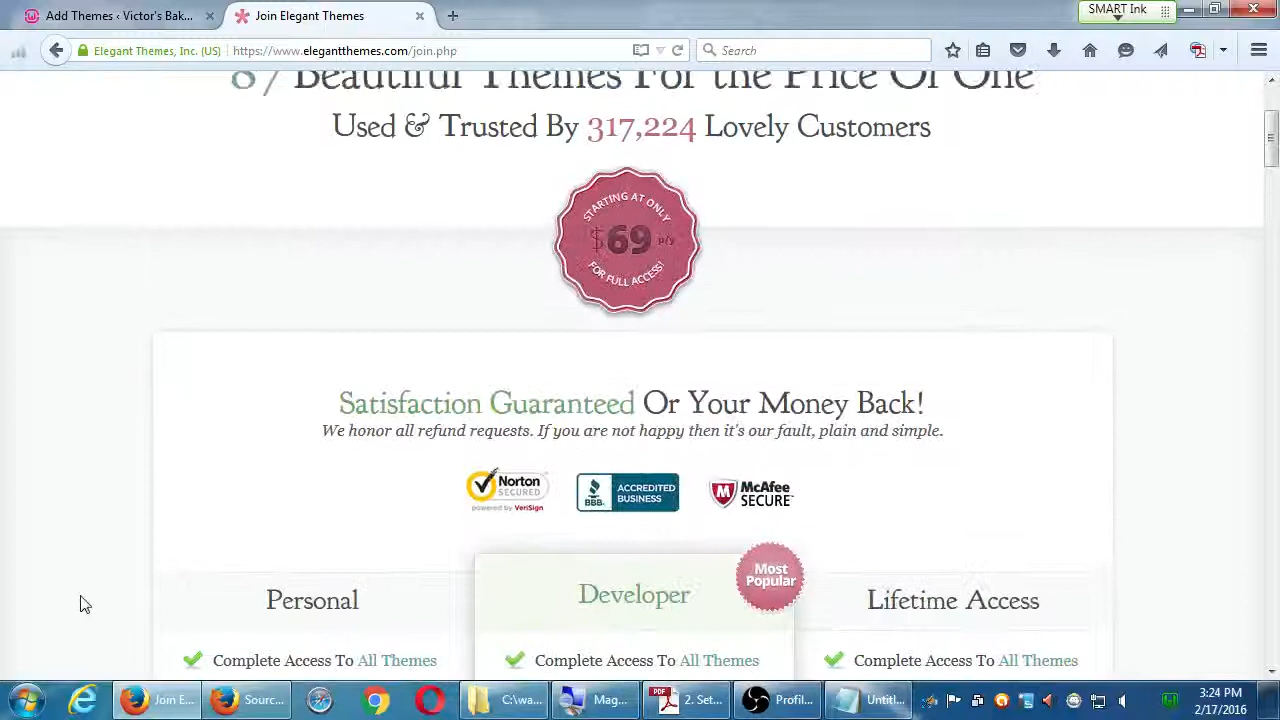 Add Themes ‹ Victor's Bak...
Join Elegant Themes
SMART Ink
Elegant Themes, Inc. (US)
https://www.elegantthemes.com/join.php
Search
87 Beautiful Themes For the Price Of One
Used & Trusted By 317,224 Lovely Customers
STARTING AT ONLY
$69 p/y
FOR FULL ACCESS!
Satisfaction Guaranteed Or Your Money Back!
We honor all refund requests. If you are not happy then it's our fault, plain and simple.
Norton SECURED powered by VeriSign
BBB. ACCREDITED BUSINESS
McAfee SECURE
Most Popular
Personal
Developer
Lifetime Access
Complete Access To All Themes
Complete Access To All Themes
Complete Access To All Themes
Join E...
Sourc...
C:\wa...
Mag...
PDF
2. Set...
Profil...
Untitl...
3:24 PM
2/17/2016